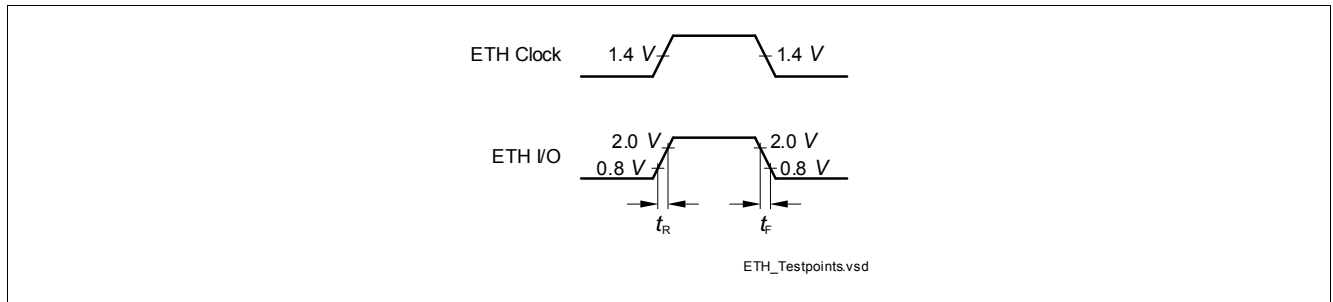 ETH Clock 1.4 V 1.4 V
2.0 V 2.0 V
ETH I/O
0.8 V 0.8 V
tR tF
ETH_Testpoints.vsd